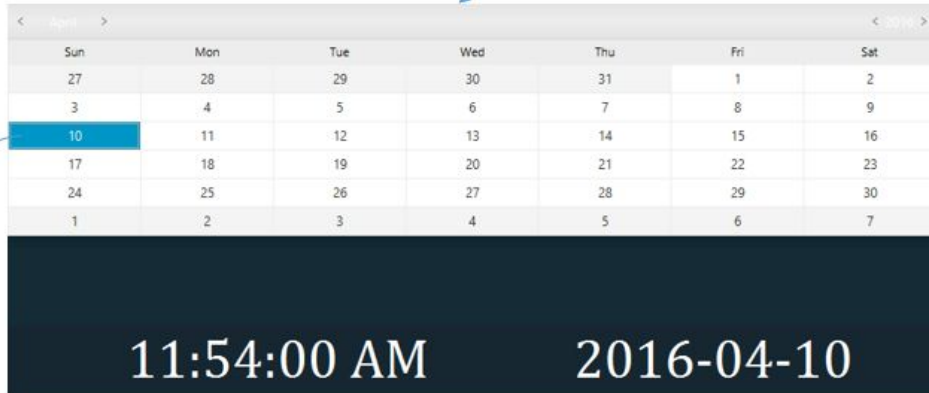 < April > < 2016 >
Sun Mon Tue Wed Thu Fri Sat
27 28 29 30 31 1 2
3 4 5 6 7 8 9
10 11 12 13 14 15 16
17 18 19 20 21 22 23
24 25 26 27 28 29 30
1 2 3 4 5 6 7
11:54:00 AM 2016-04-10